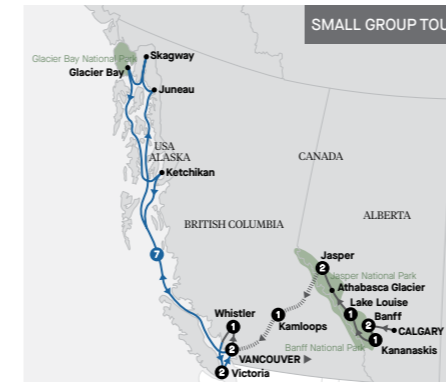 SMALL GROUP TOU
Glacier Bay National Park
Skagway
Glacier Bay
Juneau
USA
ALASKA
CANADA
Ketchikan
BRITISH COLUMBIA
ALBERTA
7
Jasper
2
Jasper National Park
Athabasca Glacier
Whistler
1
Lake Louise
1
Banff
2
Kamloops
1
CALGARY
2
Kananaskis
1
Banff National Park
VANCOUVER
2
Victoria